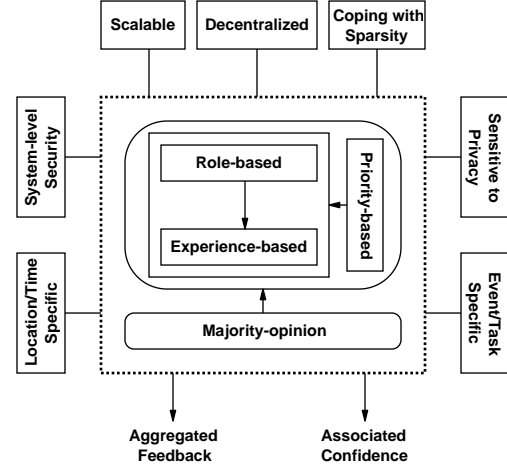 Scalable
Decentralized
Coping with
Sparsity
System-level
Security
Sensitive to
Privacy
Role-based
Priority-based
Experience-based
Location/Time
Specific
Event/Task
Specific
Majority-opinion
Aggregated
Feedback
Associated
Confidence